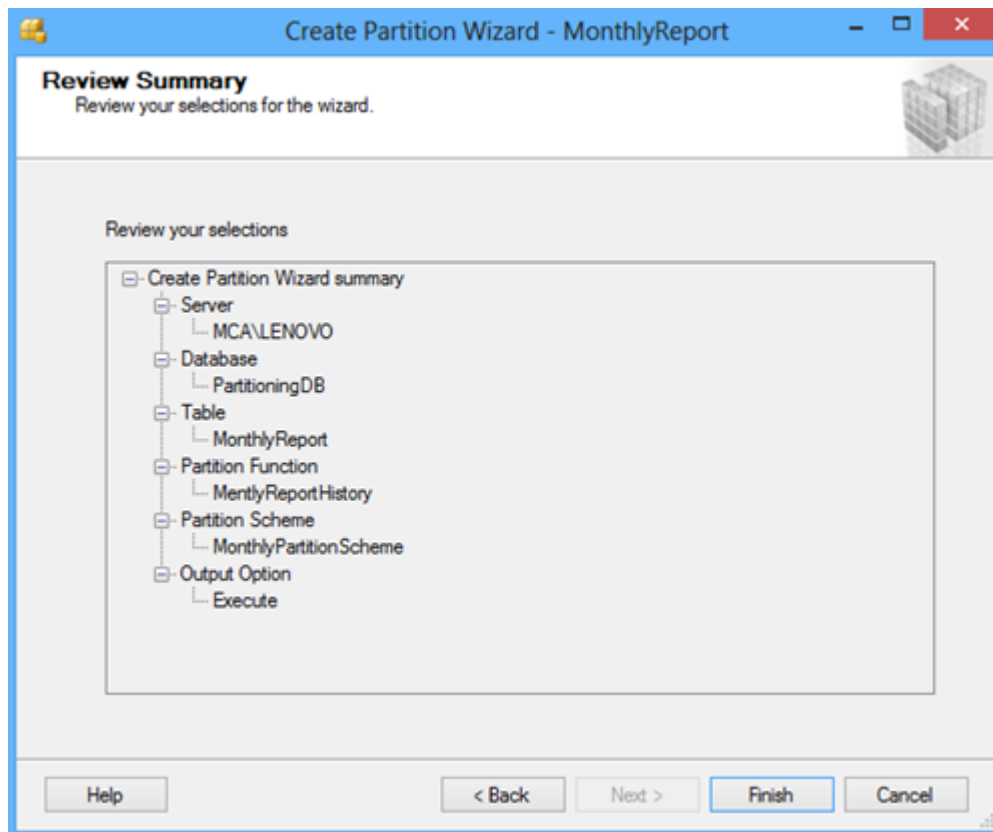 Create Partition Wizard - MonthlyReport
Review Summary
Review your selections for the wizard.
Review your selections
Create Partition Wizard summary
Server
MCA\LENOVO
Database
PartitioningDB
Table
MonthlyReport
Partition Function
MentlyReportHistory
Partition Scheme
MonthlyPartitionScheme
Output Option
Execute
Help
< Back
Next >
Finish
Cancel